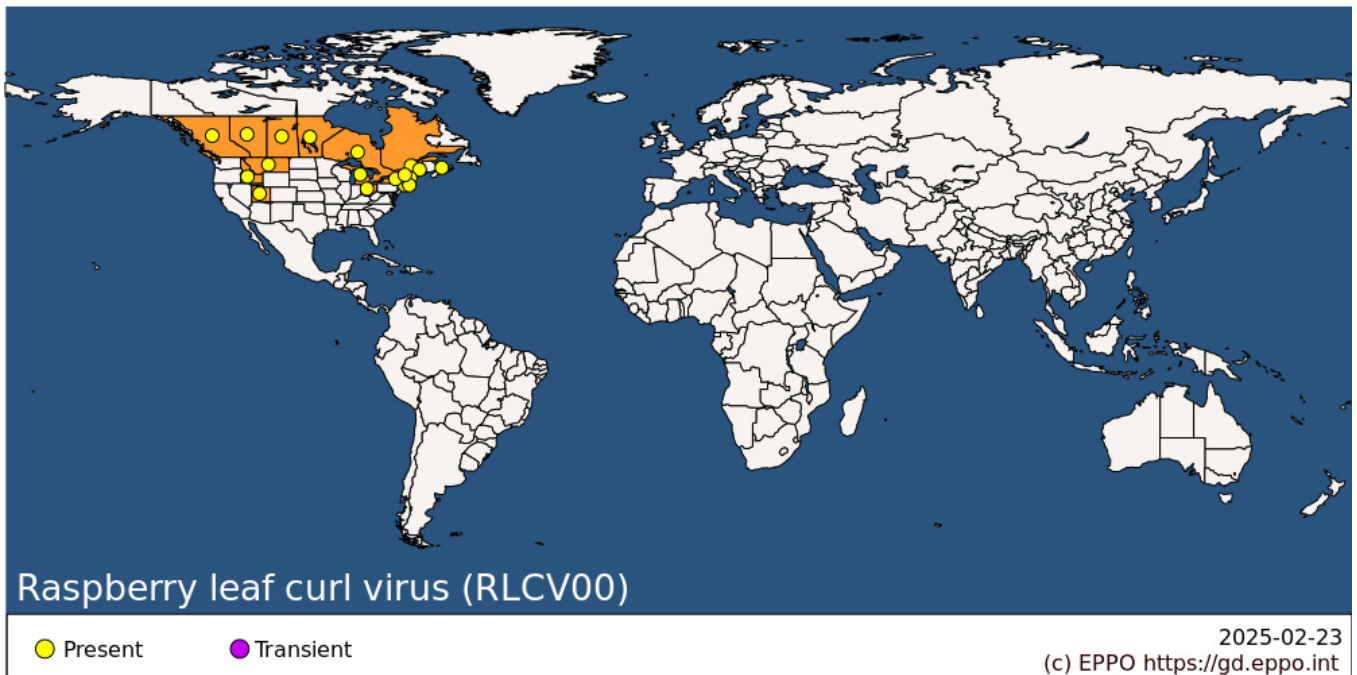 Raspberry leaf curl virus (RLCV00)
Present
Transient
2025-02-23
(c) EPPO https://gd.eppo.int